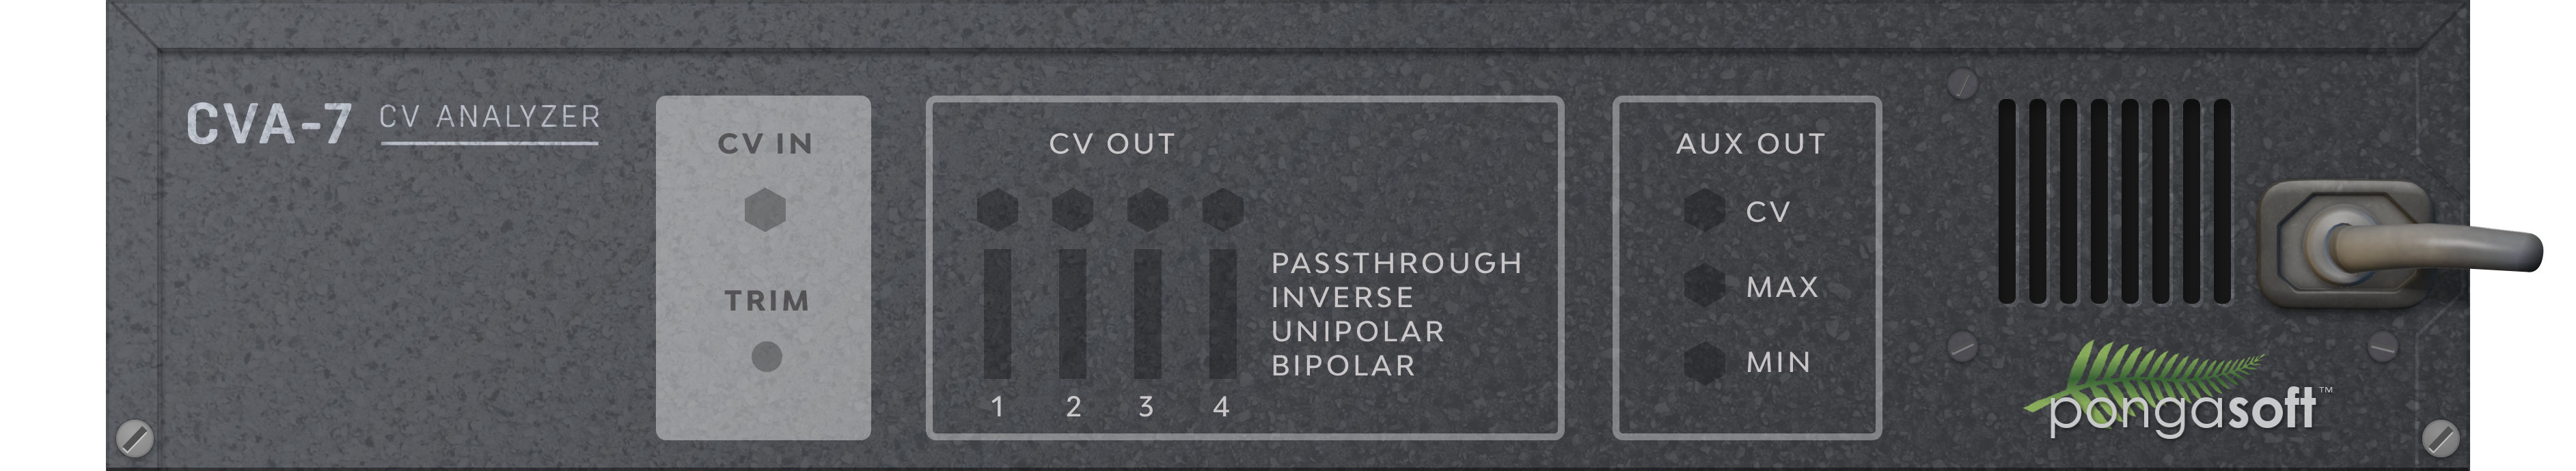 CVA-7 CV ANALYZER
CV IN
TRIM
CV OUT
PASSTHROUGH
INVERSE
UNIPOLAR
BIPOLAR
1 2 3 4
AUX OUT
CV
MAX
MIN
pongasoft™